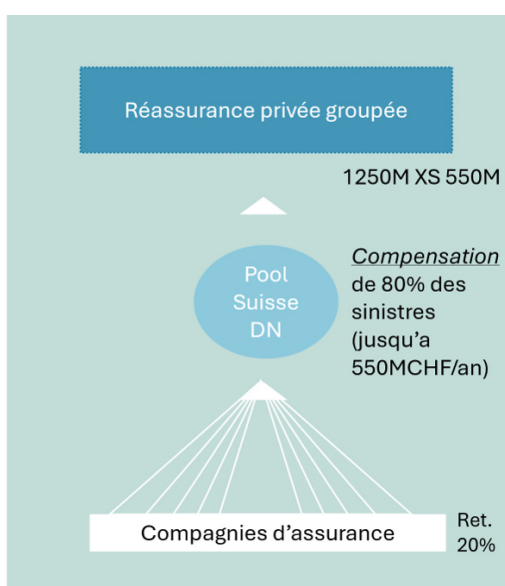 Réassurance privée groupée
1250M XS 550M
Pool
Suisse
DN
Compensation
de 80% des
sinistres
(jusqu'a
550MCHF/an)
Compagnies d'assurance
Ret.
20%